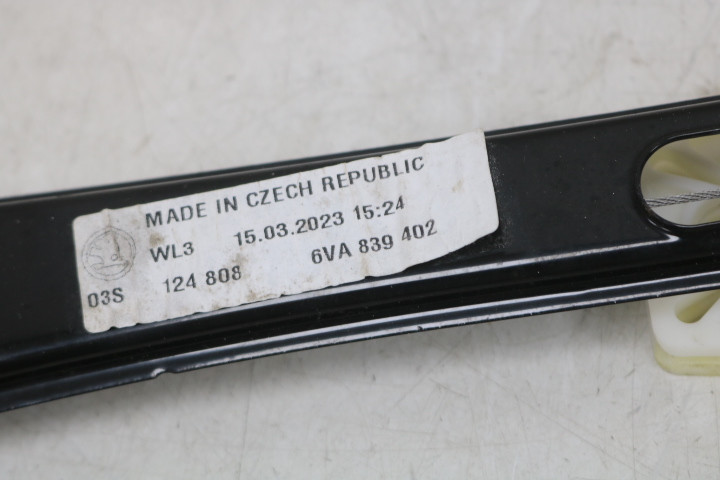 MADE IN CZECH REPUBLIC
WL3 15.03.2023 15:24
03S 124 808 6VA 839 402